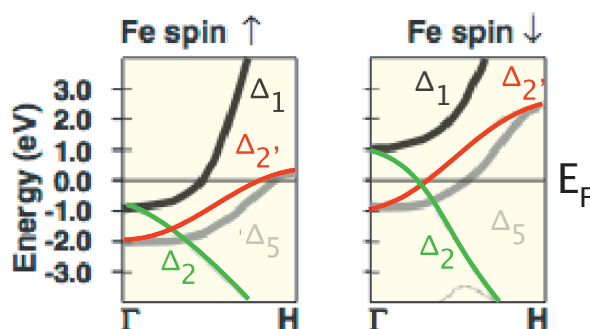 Fe spin ↑
Fe spin ↓
Energy (eV)
3.0
2.0
1.0
0.0
-1.0
-2.0
-3.0
Δ1
Δ2'
Δ5
Δ2
Γ
H
Δ1
Δ2'
Δ5
Δ2
Γ
H
EF